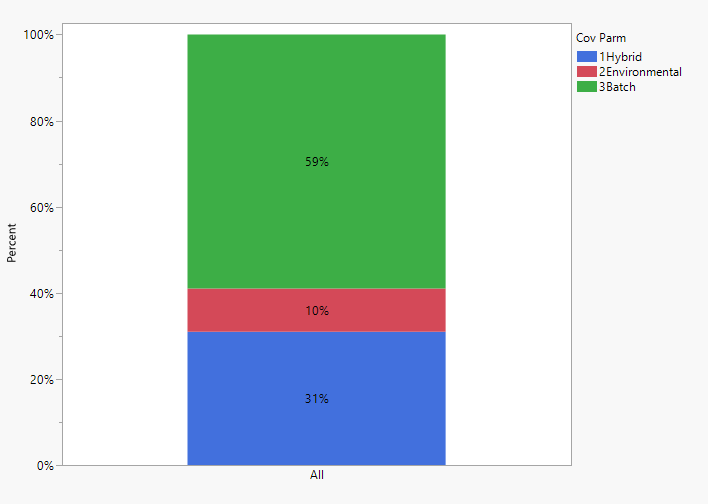 Cov Parm
1Hybrid
2Environmental
3Batch
Percent
100%
80%
60%
40%
20%
0%
59%
10%
31%
All